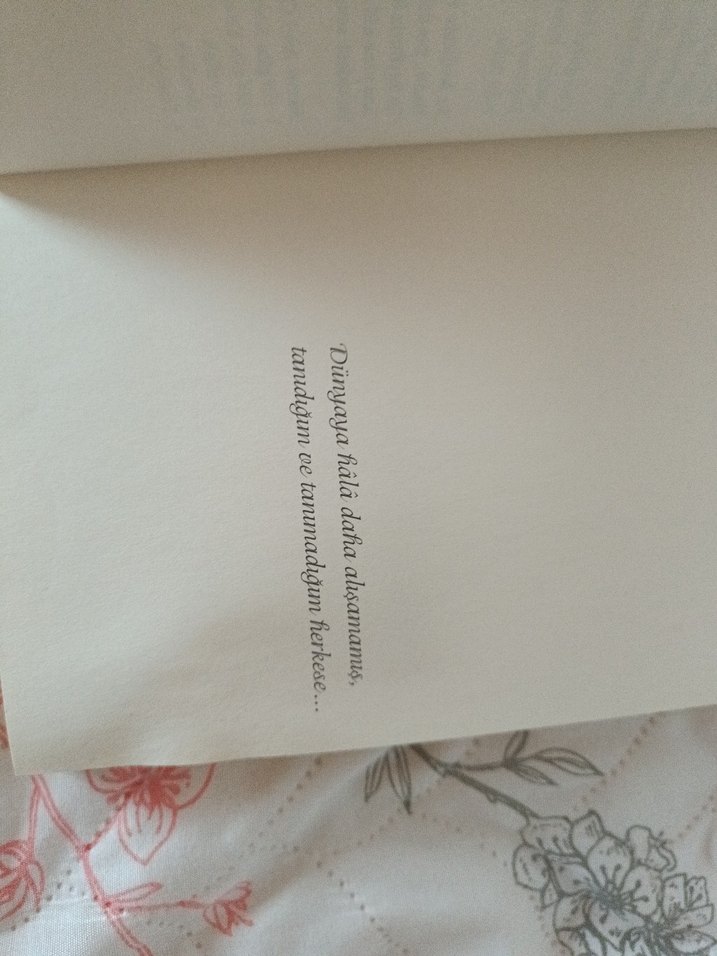 Dünyaya hâlâ daha alışamamış,
tanıdığım ve tanımadığım herkese...